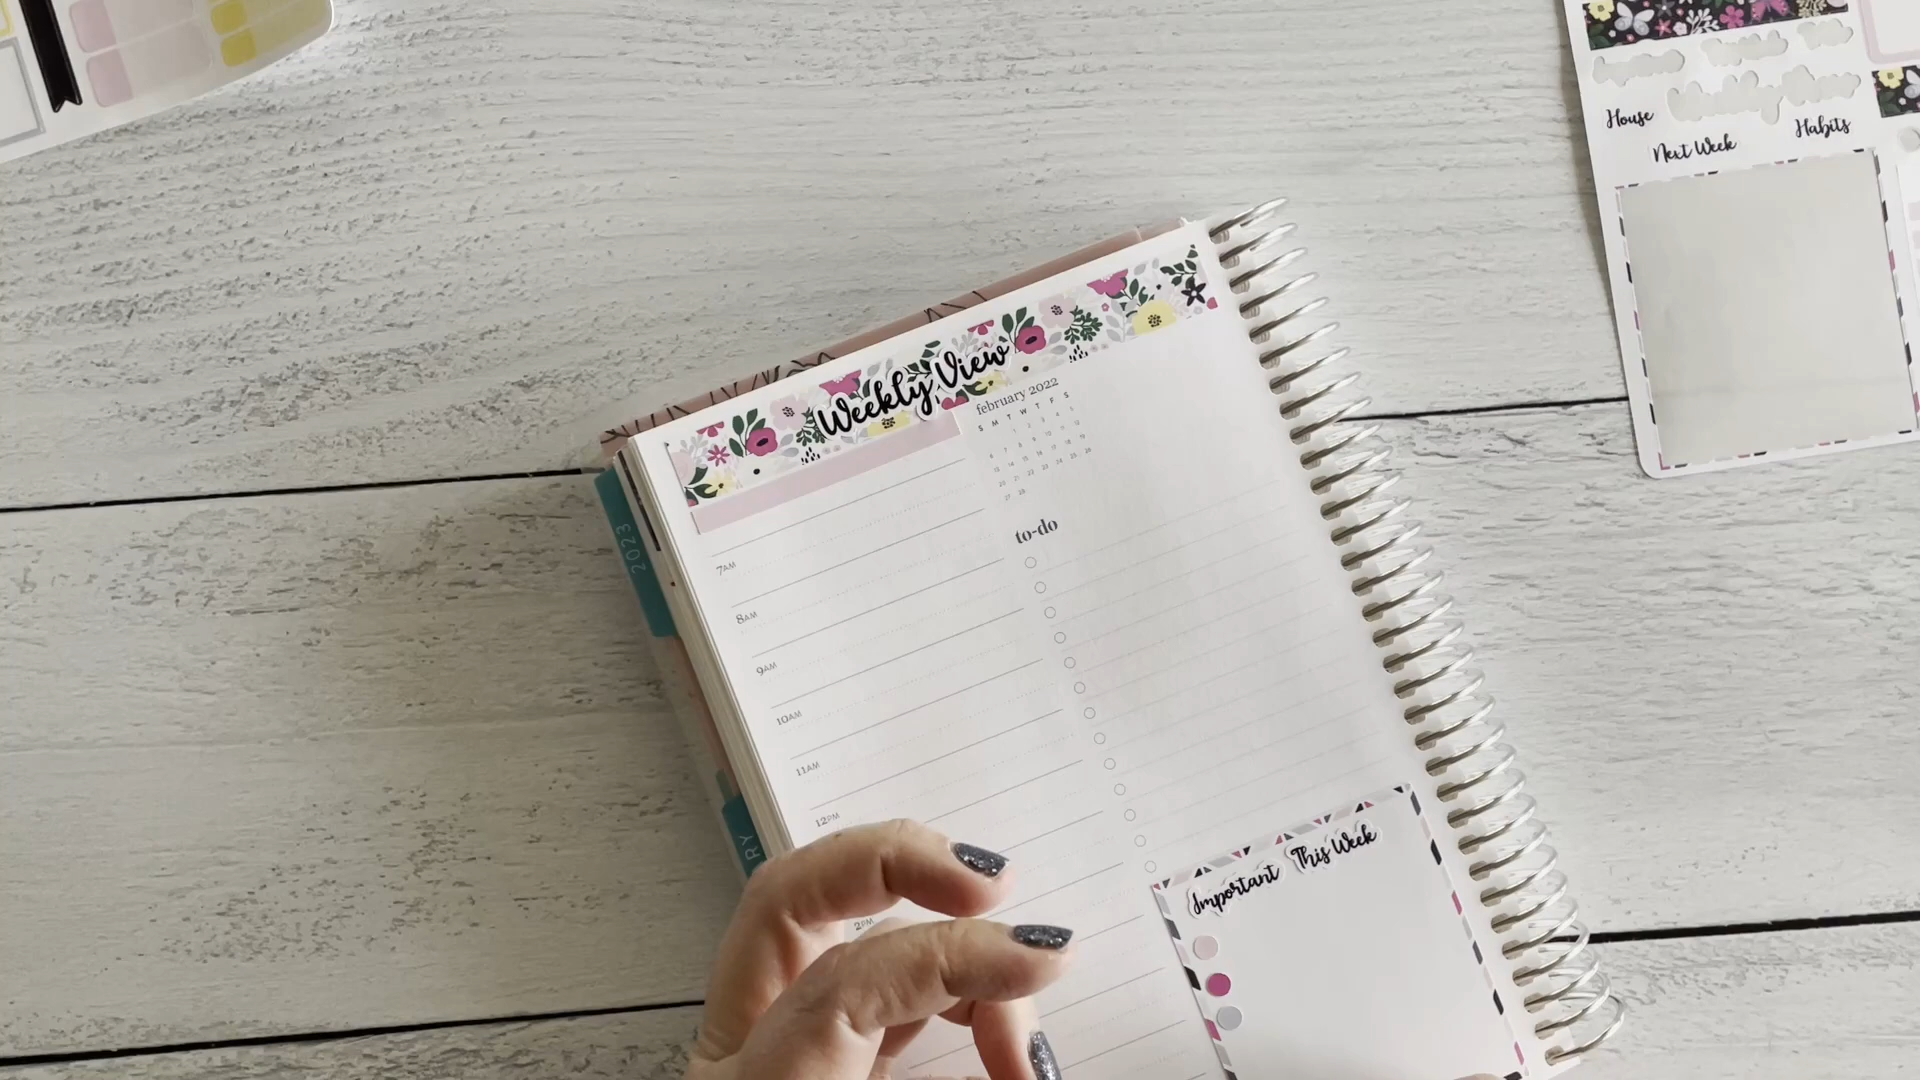 House
Habits
Next Week
Weekly View
february 2022
S M T W T F S
to-do
7AM
8AM
9AM
10AM
11AM
12PM
2PM
Important This Week
2023
RY